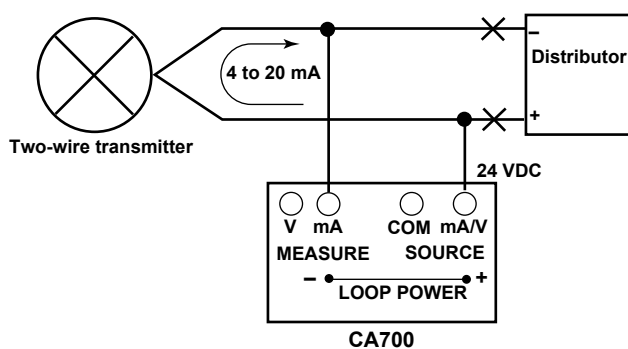 −
Distributor
4 to 20 mA
+
Two-wire transmitter
24 VDC
V mA COM mA/V
MEASURE SOURCE
− +
LOOP POWER
CA700